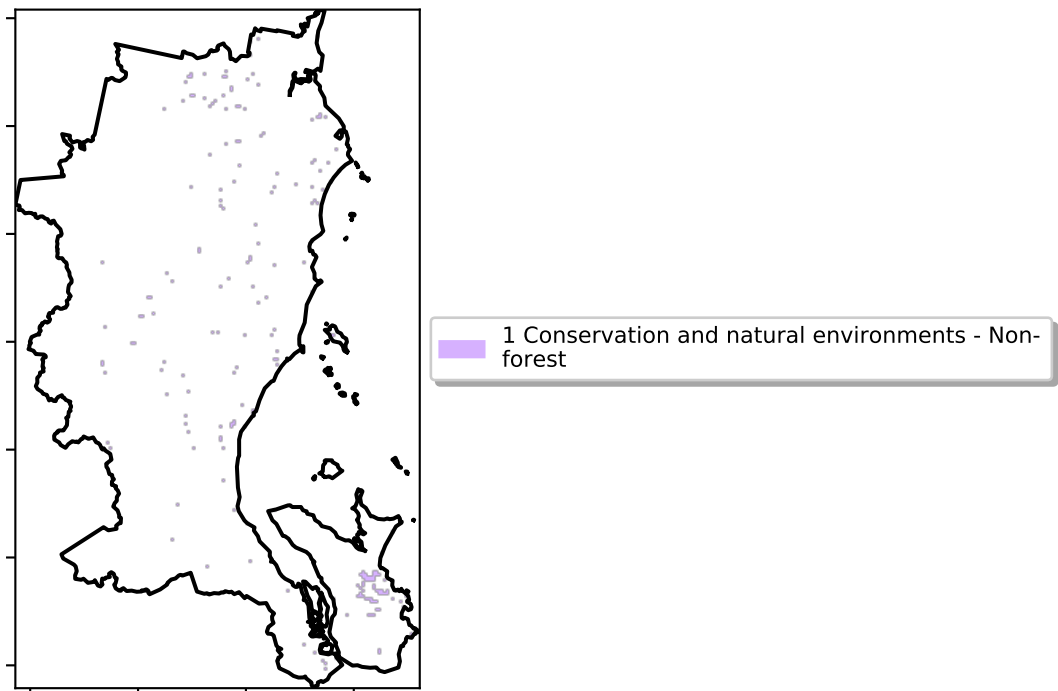 1 Conservation and natural environments - Non-
forest